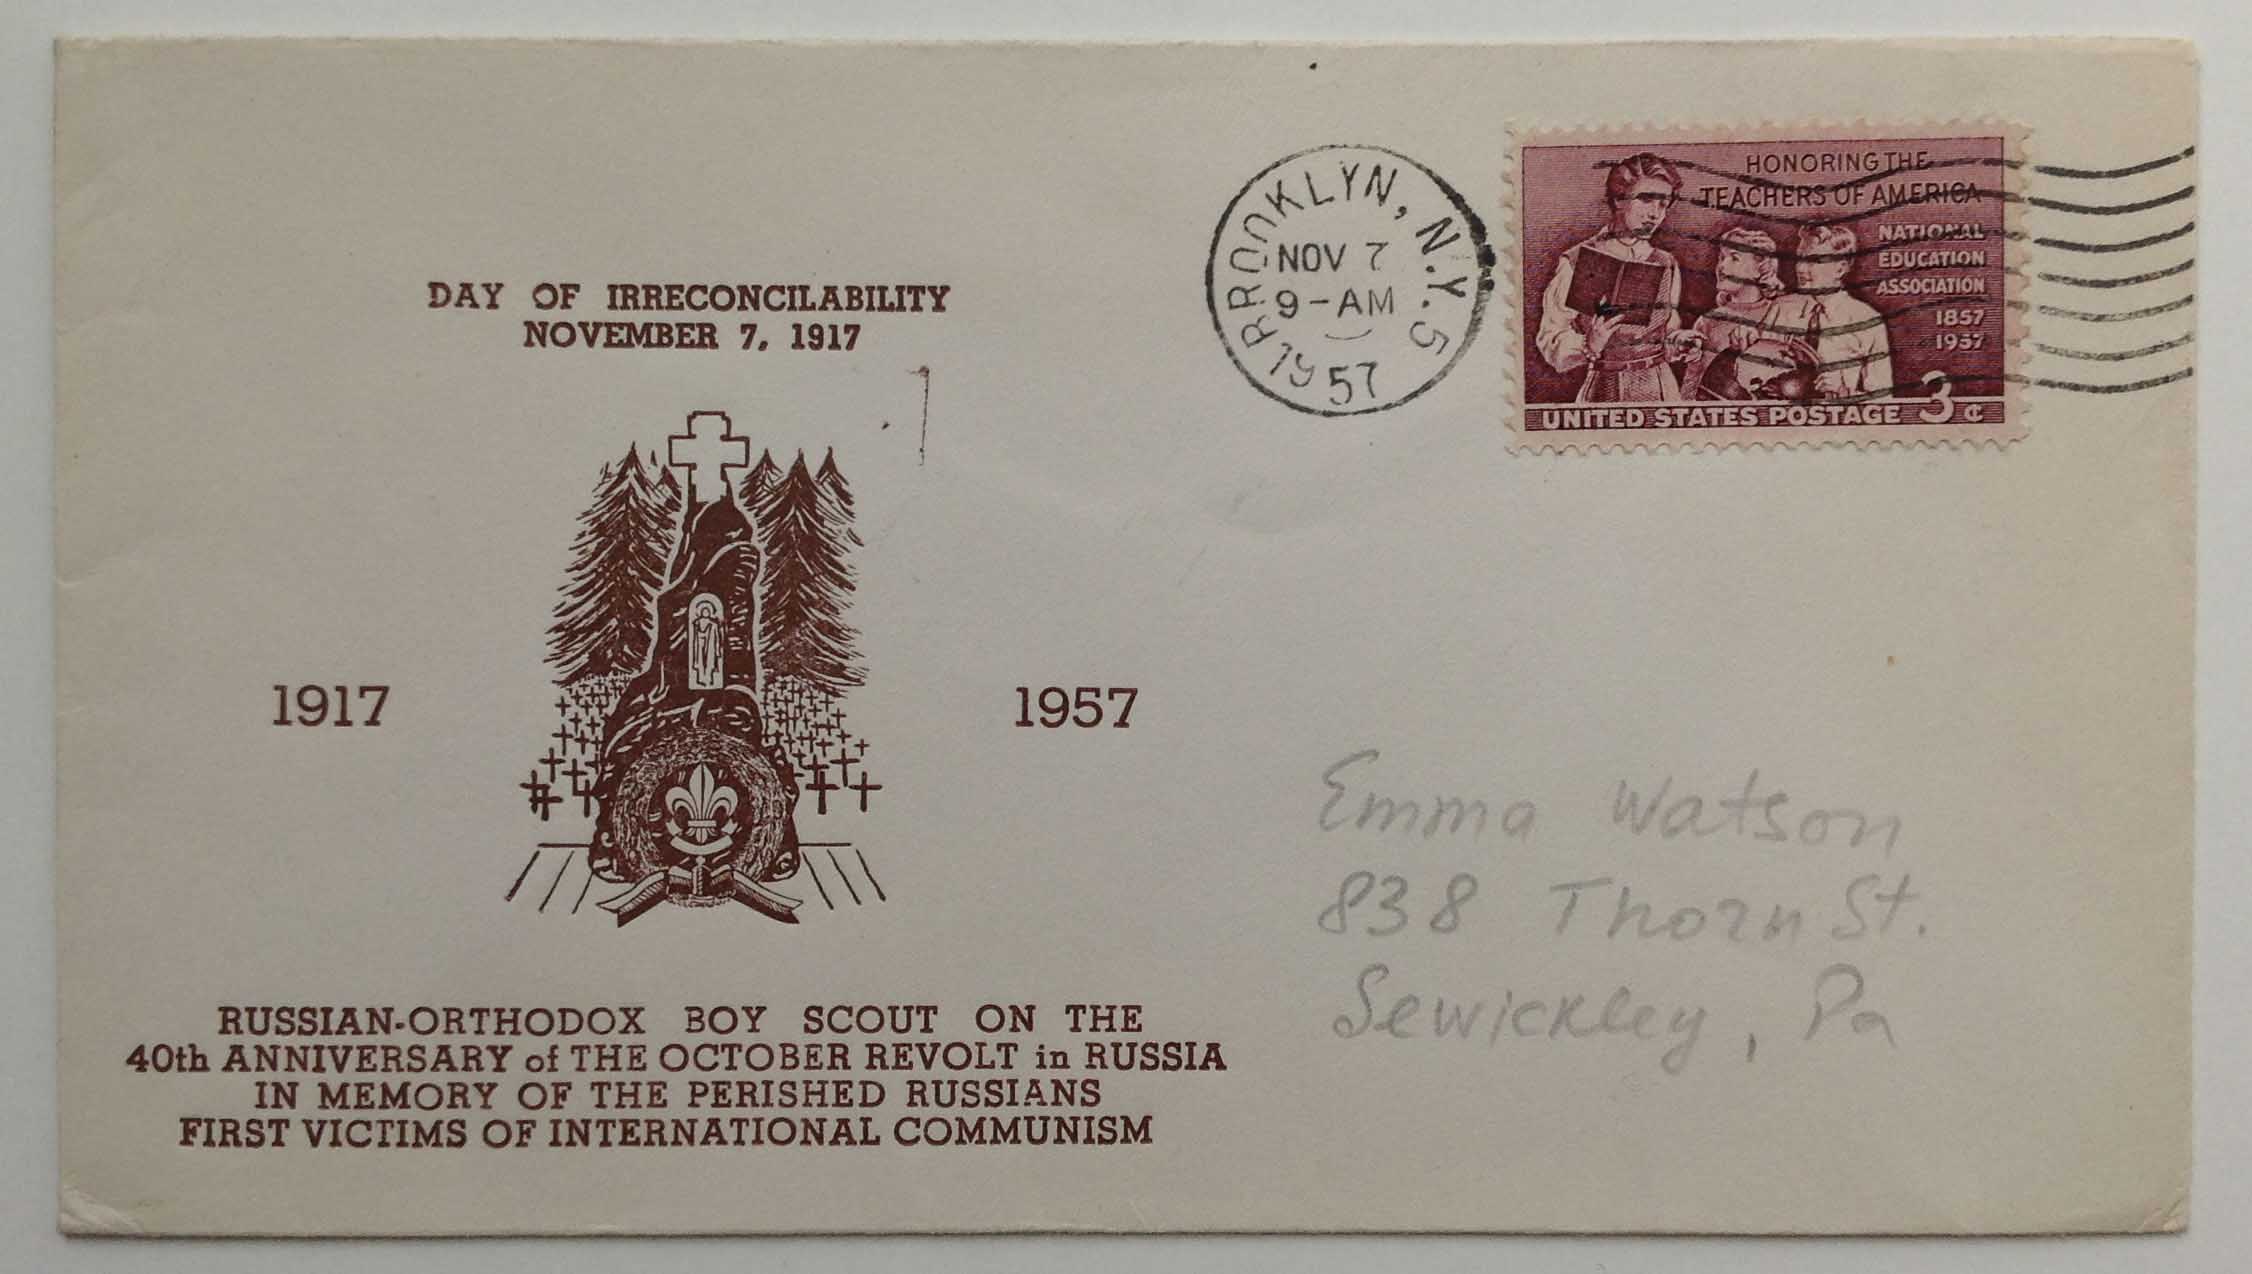 DAY OF IRRECONCILABILITY
NOVEMBER 7, 1917
1917
1957
RUSSIAN-ORTHODOX BOY SCOUT ON THE
40th ANNIVERSARY of THE OCTOBER REVOLT in RUSSIA
IN MEMORY OF THE PERISHED RUSSIANS
FIRST VICTIMS OF INTERNATIONAL COMMUNISM
BROOKLYN, N.Y. 5
NOV 7
9-AM
1957
HONORING THE
TEACHERS OF AMERICA
NATIONAL
EDUCATION
ASSOCIATION
1857
1957
UNITED STATES POSTAGE 3¢
Emma Watson
838 Thorn St.
Sewickley, Pa